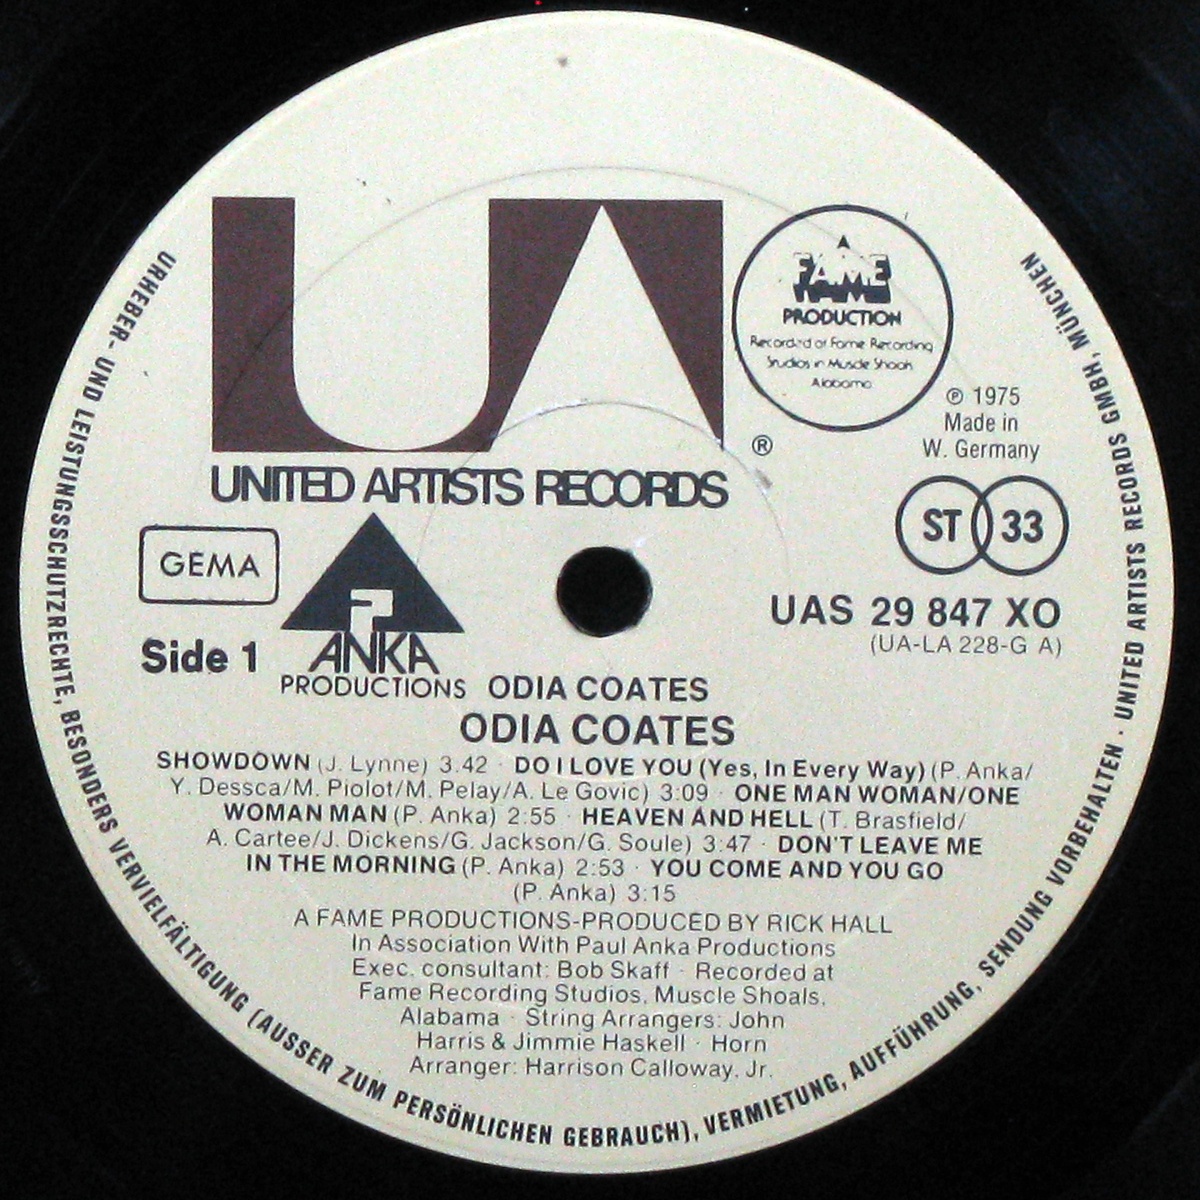 UA
®
UNITED ARTISTS RECORDS
A
FAME
PRODUCTION
Recorded at Fame Recording
Studios in Muscle Shoals
Alabama
℗ 1975
Made in
W. Germany
ST 33
GEMA
Side 1
ANKA
PRODUCTIONS
UAS 29 847 XO
(UA-LA 228-G A)
ODIA COATES
ODIA COATES
SHOWDOWN (J. Lynne) 3.42 · DO I LOVE YOU (Yes, In Every Way) (P. Anka/
Y. Dessca/M. Piolot/M. Pelay/A. Le Govic) 3:09 · ONE MAN WOMAN/ONE
WOMAN MAN (P. Anka) 2:55 · HEAVEN AND HELL (T. Brasfield/
A. Cartee/J. Dickens/G. Jackson/G. Soule) 3:47 · DON'T LEAVE ME
IN THE MORNING (P. Anka) 2:53 · YOU COME AND YOU GO
(P. Anka) 3:15
A FAME PRODUCTIONS-PRODUCED BY RICK HALL
In Association With Paul Anka Productions
Exec. consultant: Bob Skaff · Recorded at
Fame Recording Studios, Muscle Shoals,
Alabama · String Arrangers: John
Harris & Jimmie Haskell · Horn
Arranger: Harrison Calloway, Jr.
URHEBER- UND LEISTUNGSSCHUTZRECHTE, BESONDERS VERVIELFÄLTIGUNG (AUSSER ZUM PERSÖNLICHEN GEBRAUCH), VERMIETUNG, AUFFÜHRUNG, SENDUNG VORBEHALTEN · UNITED ARTISTS RECORDS GMBH, MÜNCHEN